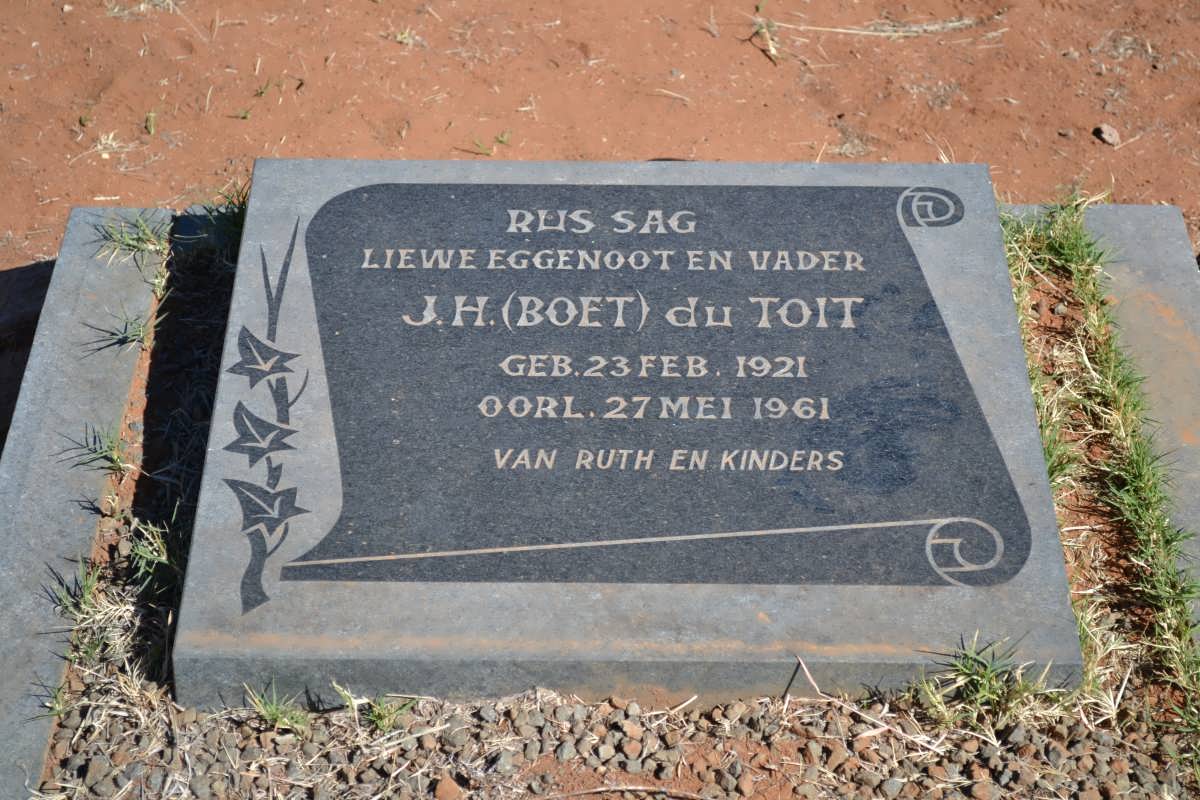 RUS SAG
LIEWE EGGENOOT EN VADER
J.H. (BOET) du TOIT
GEB. 23 FEB. 1921
OORL. 27 MEI 1961
VAN RUTH EN KINDERS